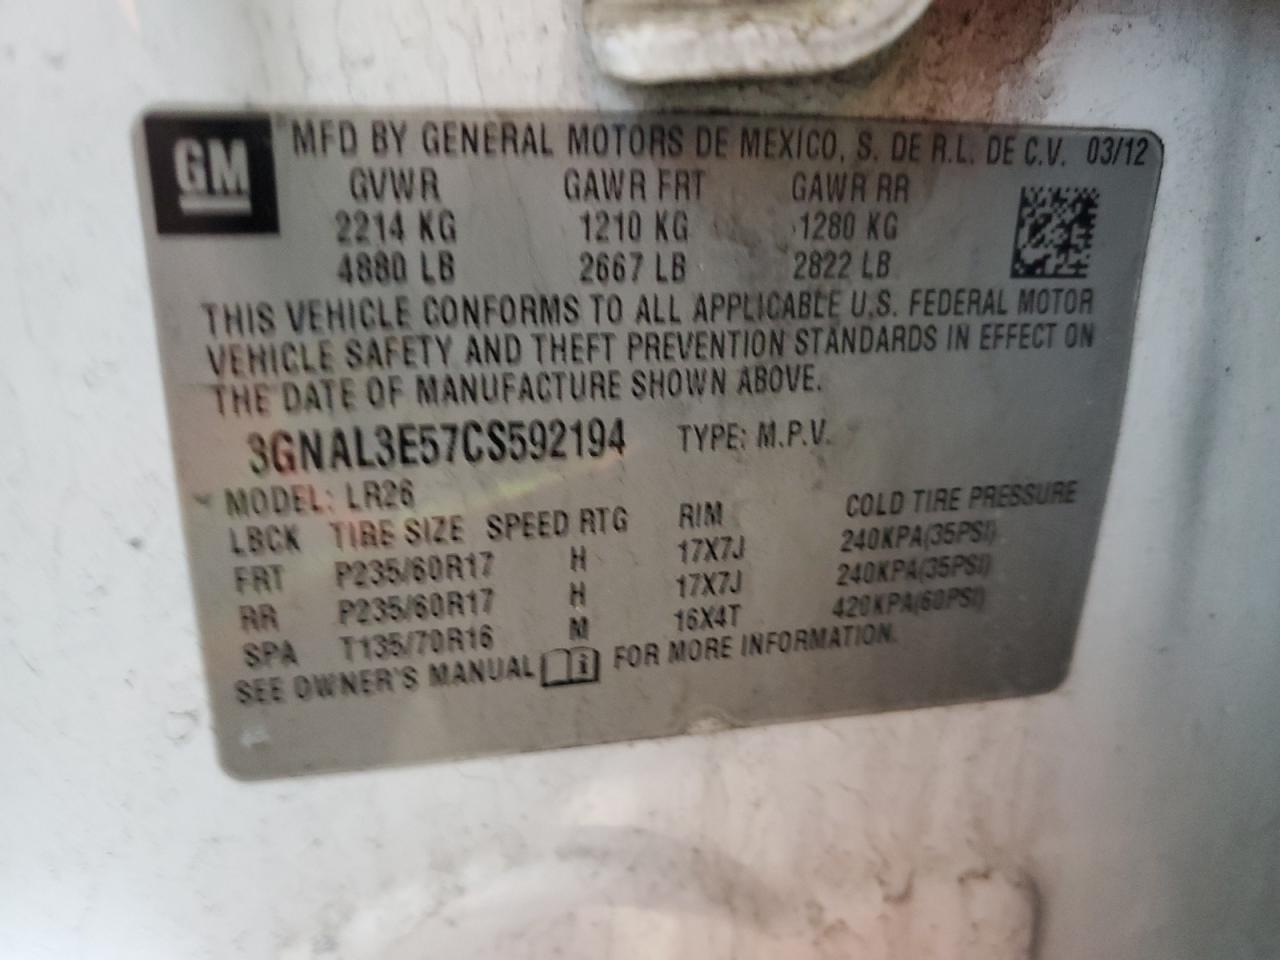 GM
MFD BY GENERAL MOTORS DE MEXICO, S. DE R.L. DE C.V. 03/12
GVWR GAWR FRT GAWR RR
2214 KG 1210 KG 1280 KG
4880 LB 2667 LB 2822 LB
THIS VEHICLE CONFORMS TO ALL APPLICABLE U.S. FEDERAL MOTOR
VEHICLE SAFETY AND THEFT PREVENTION STANDARDS IN EFFECT ON
THE DATE OF MANUFACTURE SHOWN ABOVE.
3GNAL3E57CS592194 TYPE: M.P.V.
MODEL: LR26
LBCK TIRE SIZE SPEED RTG RIM COLD TIRE PRESSURE
FRT P235/60R17 H 17X7J 240KPA(35PSI)
RR P235/60R17 H 17X7J 240KPA(35PSI)
SPA T135/70R16 M 16X4T 420KPA(60PSI)
SEE OWNER'S MANUAL FOR MORE INFORMATION.